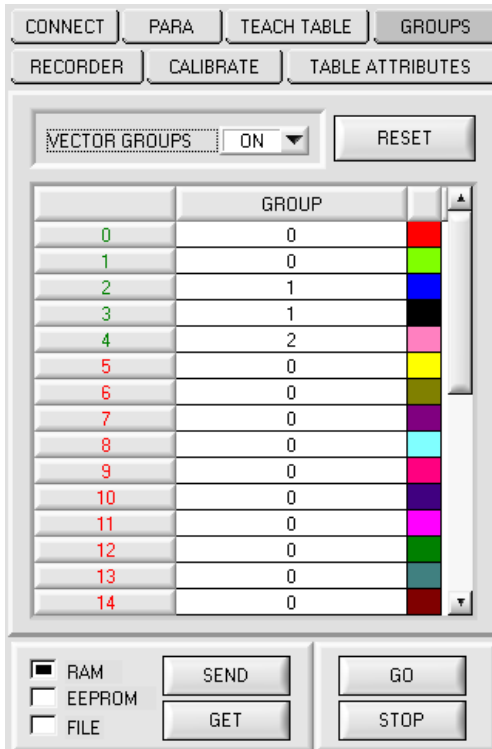 CONNECT PARA TEACH TABLE GROUPS
RECORDER CALIBRATE TABLE ATTRIBUTES
VECTOR GROUPS ON RESET
GROUP
0 0
1 0
2 1
3 1
4 2
5 0
6 0
7 0
8 0
9 0
10 0
11 0
12 0
13 0
14 0
RAM SEND GO
EEPROM
FILE GET STOP